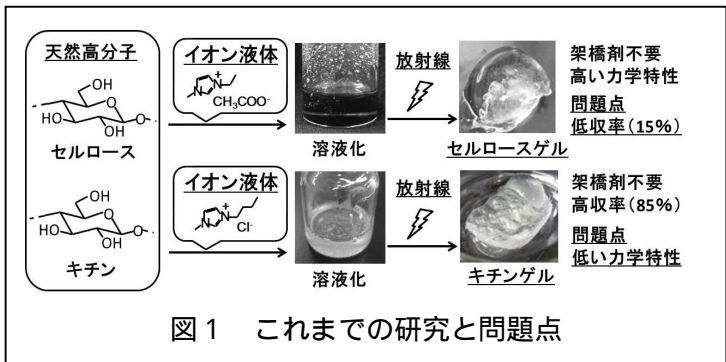 天然高分子
OH
O
HO
OH
O
セルロース
OH
O
HO
OH
O
キチン
イオン液体
N
N
+
CH₃COO⁻
溶液化
放射線
セルロースゲル
架橋剤不要
高い力学特性
問題点
低収率(15%)
イオン液体
N
N
+
Cl⁻
溶液化
放射線
キチンゲル
架橋剤不要
高収率(85%)
問題点
低い力学特性
図1 これまでの研究と問題点